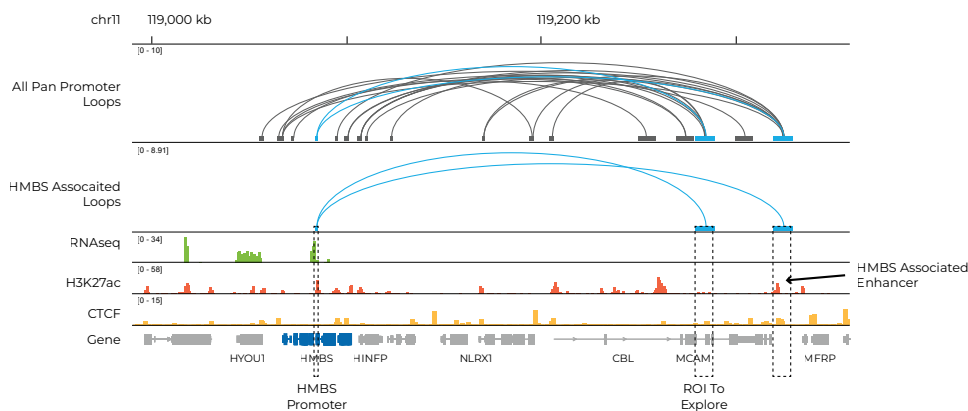 chr11
119,000 kb
119,200 kb
[0 - 10]
All Pan Promoter
Loops
[0 - 8.91]
HMBS Assocaited
Loops
[0 - 34]
RNAseq
[0 - 58]
H3K27ac
HMBS Associated
Enhancer
[0 - 15]
CTCF
Gene
HYOU1
HMBS
HINFP
NLRX1
CBL
MCAM
MFRP
HMBS
Promoter
ROI To
Explore